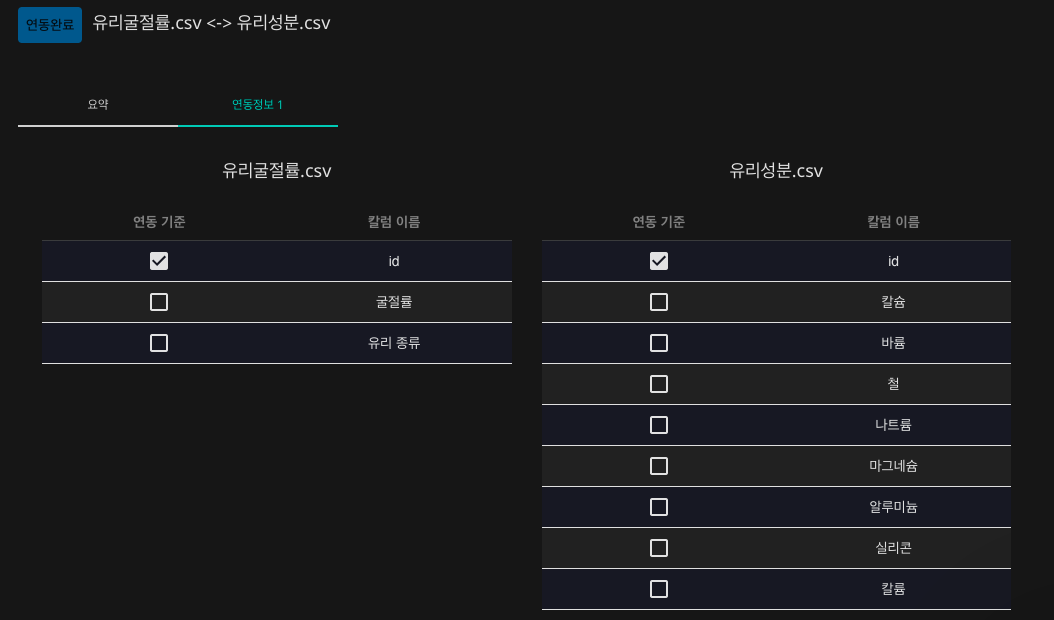 연동완료 유리굴절률.csv <-> 유리성분.csv
요약 연동정보 1
유리굴절률.csv
연동 기준 칼럼 이름
id
굴절률
유리 종류
유리성분.csv
연동 기준 칼럼 이름
id
칼슘
바륨
철
나트륨
마그네슘
알루미늄
실리콘
칼륨